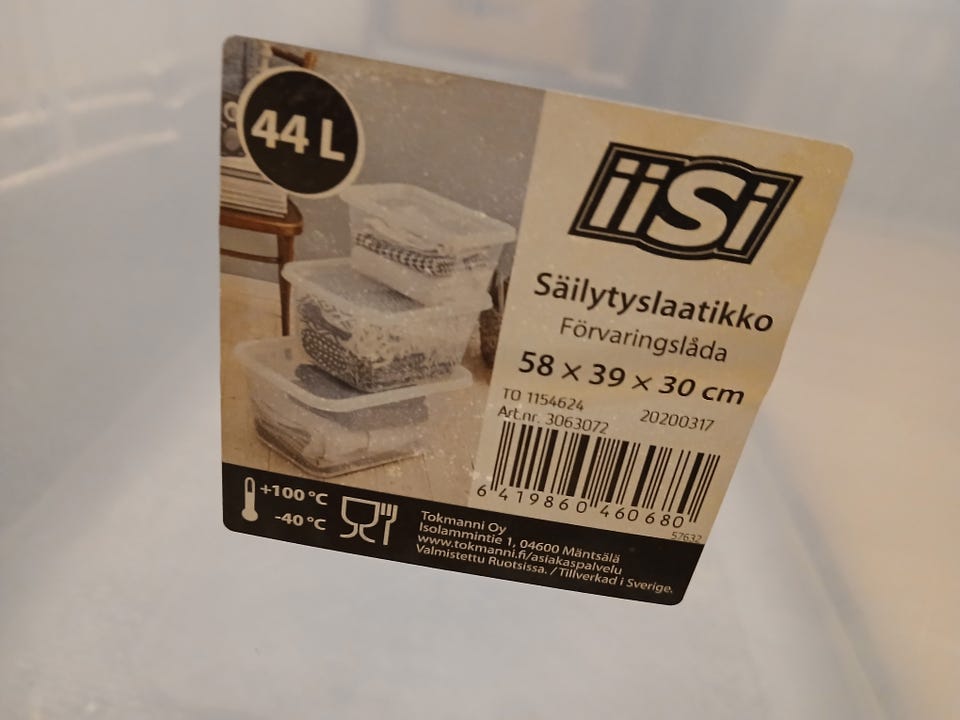 44 L
iiSi
Säilytyslaatikko
Förvaringslåda
58 × 39 × 30 cm
TO 1154624
Art.nr. 3063072 20200317
6 419860 460680
57632
+100 °C
-40 °C
Tokmanni Oy
Isolammintie 1, 04600 Mäntsälä
www.tokmanni.fi/asiakaspalvelu
Valmistettu Ruotsissa. / Tillverkad i Sverige.